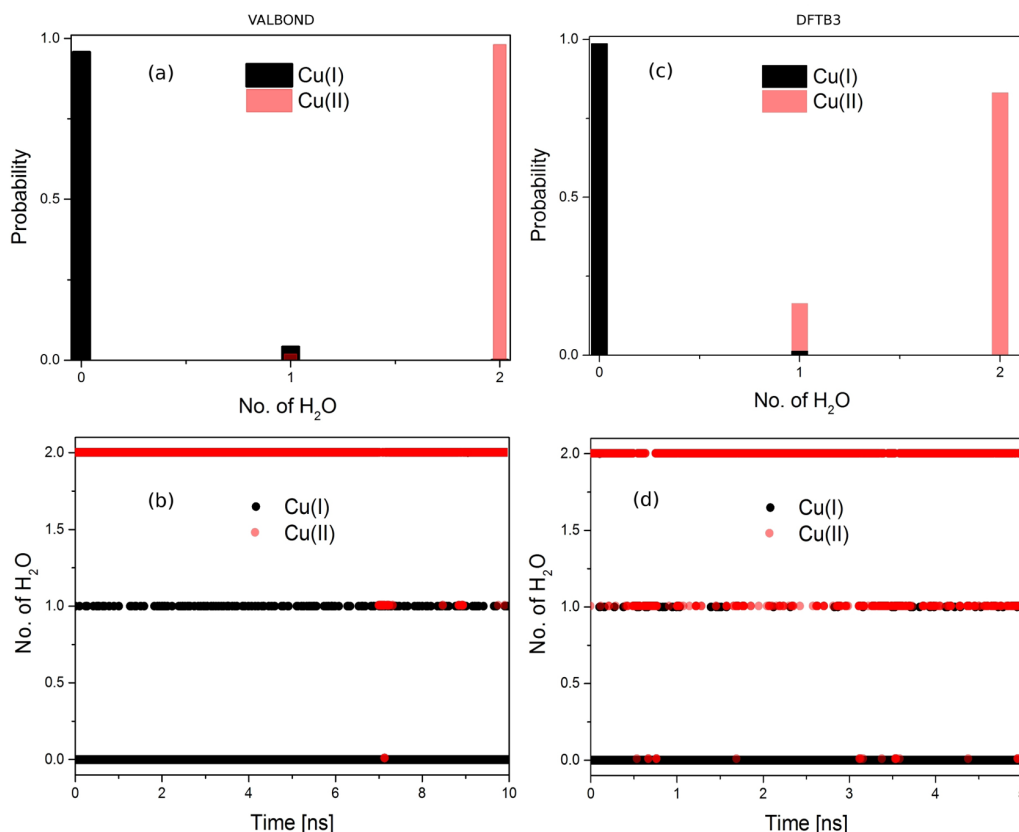 VALBOND
DFTB3
(a)
Cu(I)
Cu(II)
Probability
1.0
0.5
0.0
0
1
2
No. of H₂O
(c)
Cu(I)
Cu(II)
Probability
1.0
0.5
0.0
0
1
2
No. of H₂O
(b)
Cu(I)
Cu(II)
No. of H₂O
2.0
1.5
1.0
0.5
0.0
0
2
4
6
8
10
Time [ns]
(d)
Cu(I)
Cu(II)
No. of H₂O
2.0
1.5
1.0
0.5
0.0
0
1
2
3
4
Time [ns]